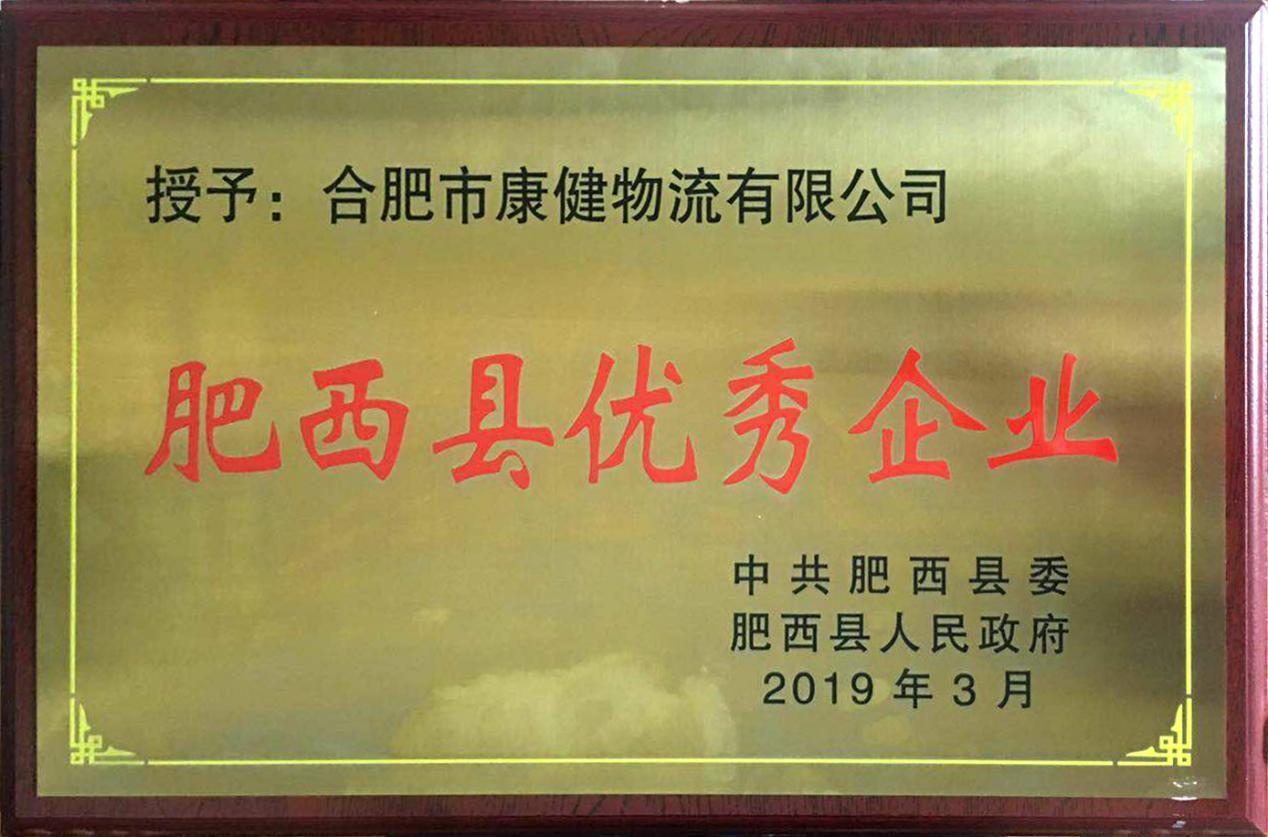 授予：合肥市康健物流有限公司
肥西县优秀企业
中共肥西县委
肥西县人民政府
2019年3月